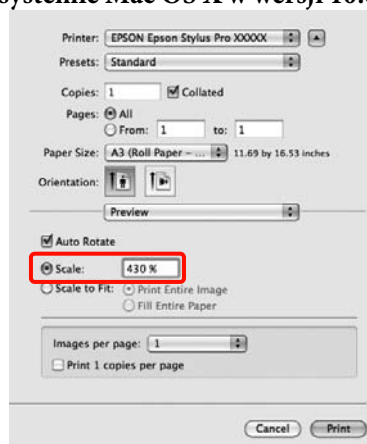 systemie Mac OS X w wersji 10.
Printer: EPSON Epson Stylus Pro XXXXX
Presets: Standard
Copies: 1 Collated
Pages: All
From: 1 to: 1
Paper Size: A3 (Roll Paper – ... 11.69 by 16.53 inches
Orientation:
Preview
Auto Rotate
Scale: 430 %
Scale to Fit: Print Entire Image
Fill Entire Paper
Images per page: 1
Print 1 copies per page
Cancel Print